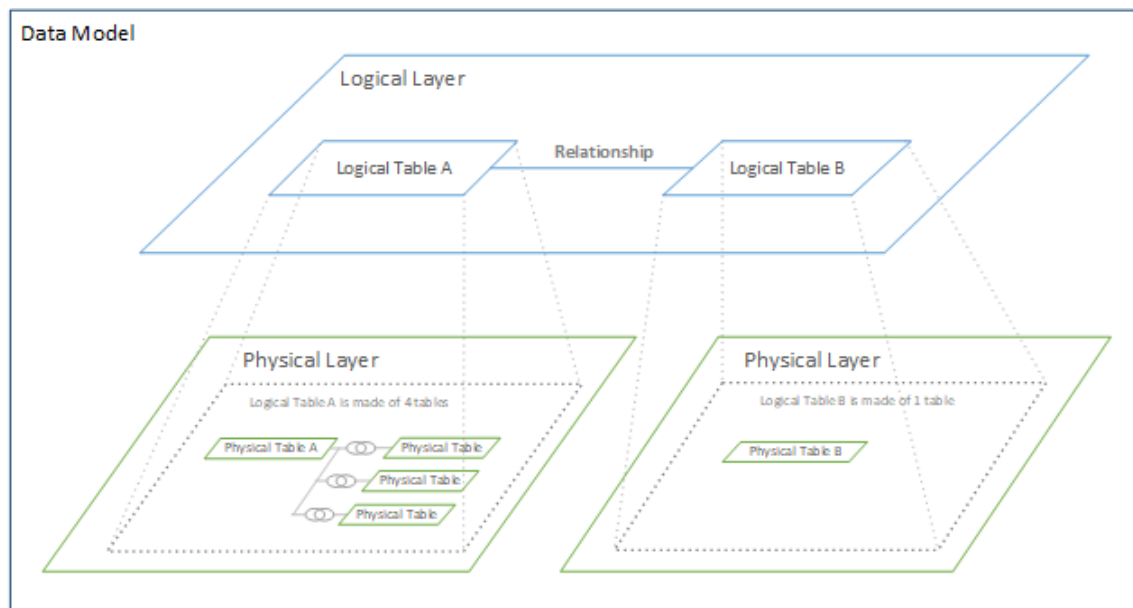 Data Model
Logical Layer
Logical Table A
Relationship
Logical Table B
Physical Layer
Logical Table A is made of 4 tables
Physical Table A
Physical Table
Physical Table
Physical Table
Physical Layer
Logical Table B is made of 1 table
Physical Table B